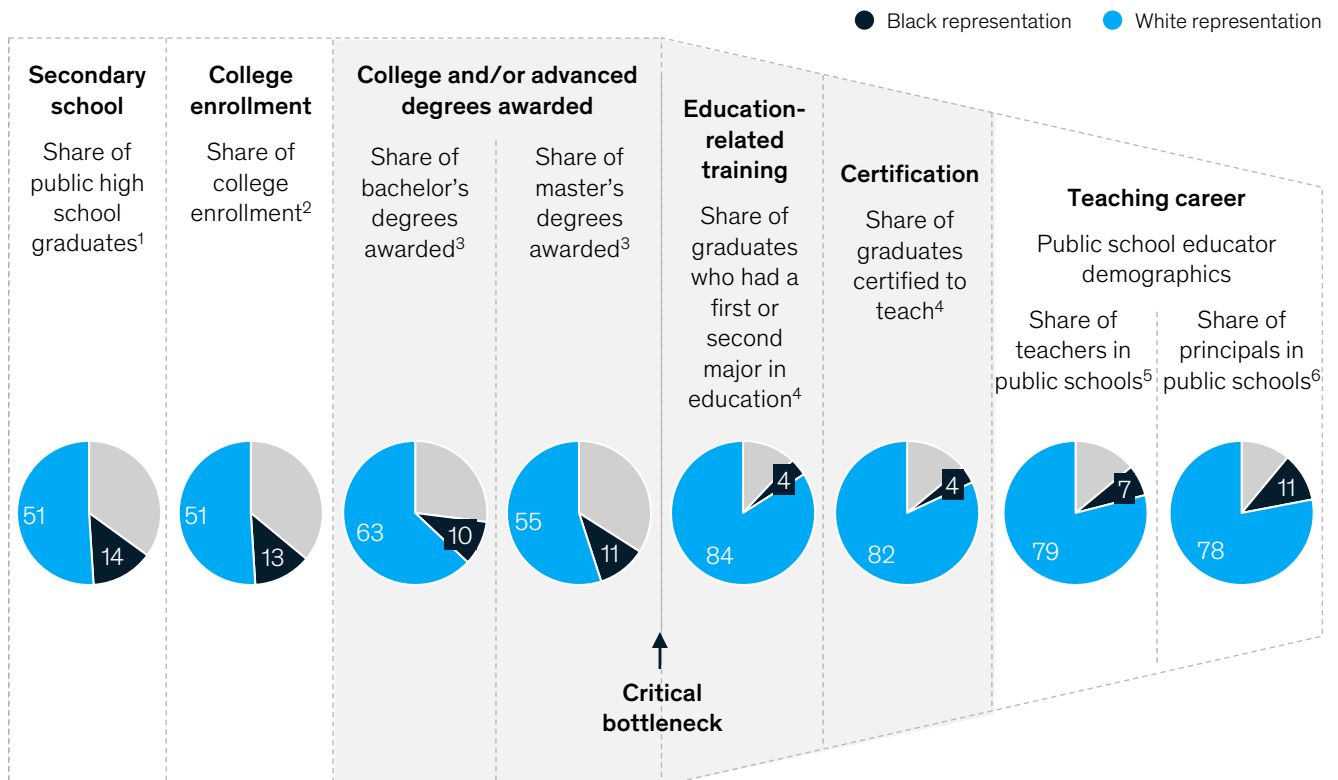 Black representation
White representation
Secondary
school
Share of
public high
school
graduates1
51
14
College
enrollment
Share of
college
enrollment2
51
13
College and/or advanced
degrees awarded
Share of
bachelor's
degrees
awarded3
63
10
Share of
master's
degrees
awarded3
55
11
Critical
bottleneck
Education-
related
training
Share of
graduates
who had a
first or
second
major in
education4
84
4
Certification
Share of
graduates
certified to
teach4
82
4
Teaching career
Public school educator
demographics
Share of
teachers in
public schools5
79
7
Share of
principals in
public schools6
78
11